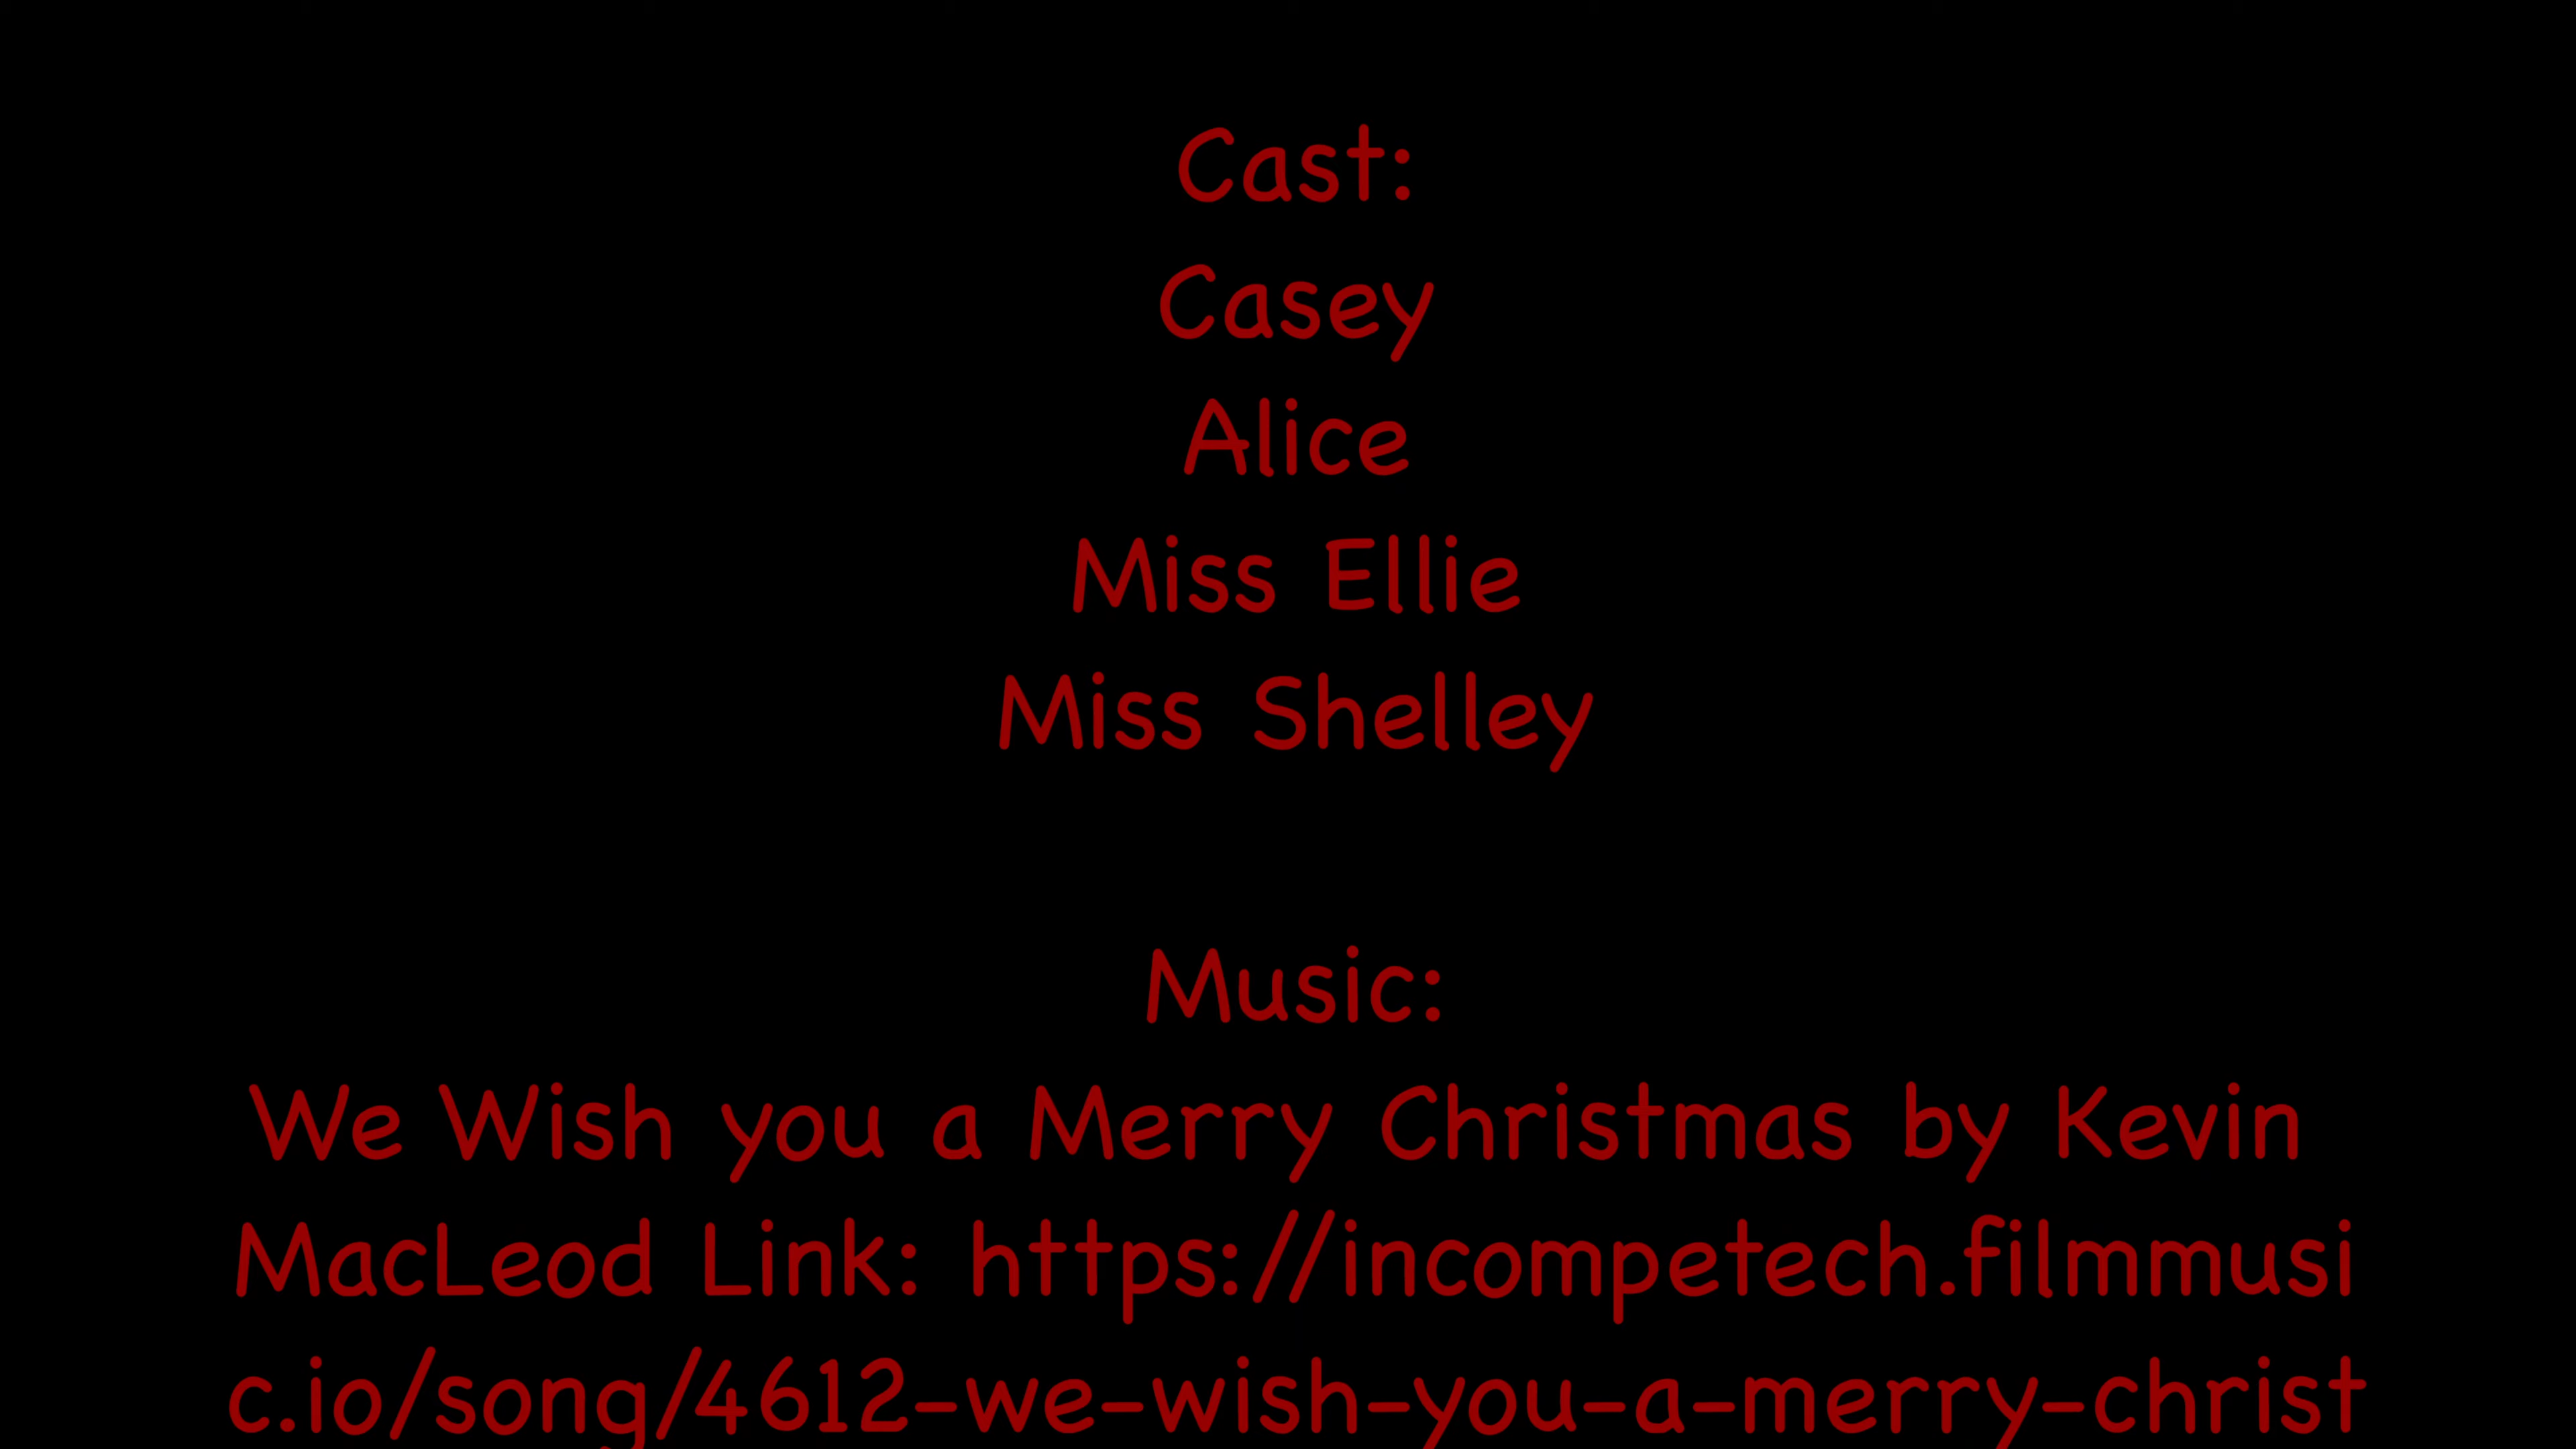 Cast:
Casey
Alice
Miss Ellie
Miss Shelley
Music:
We Wish you a Merry Christmas by Kevin
MacLeod Link: https://incompetech.filmmusi
c.io/song/4612-we-wish-you-a-merry-christ